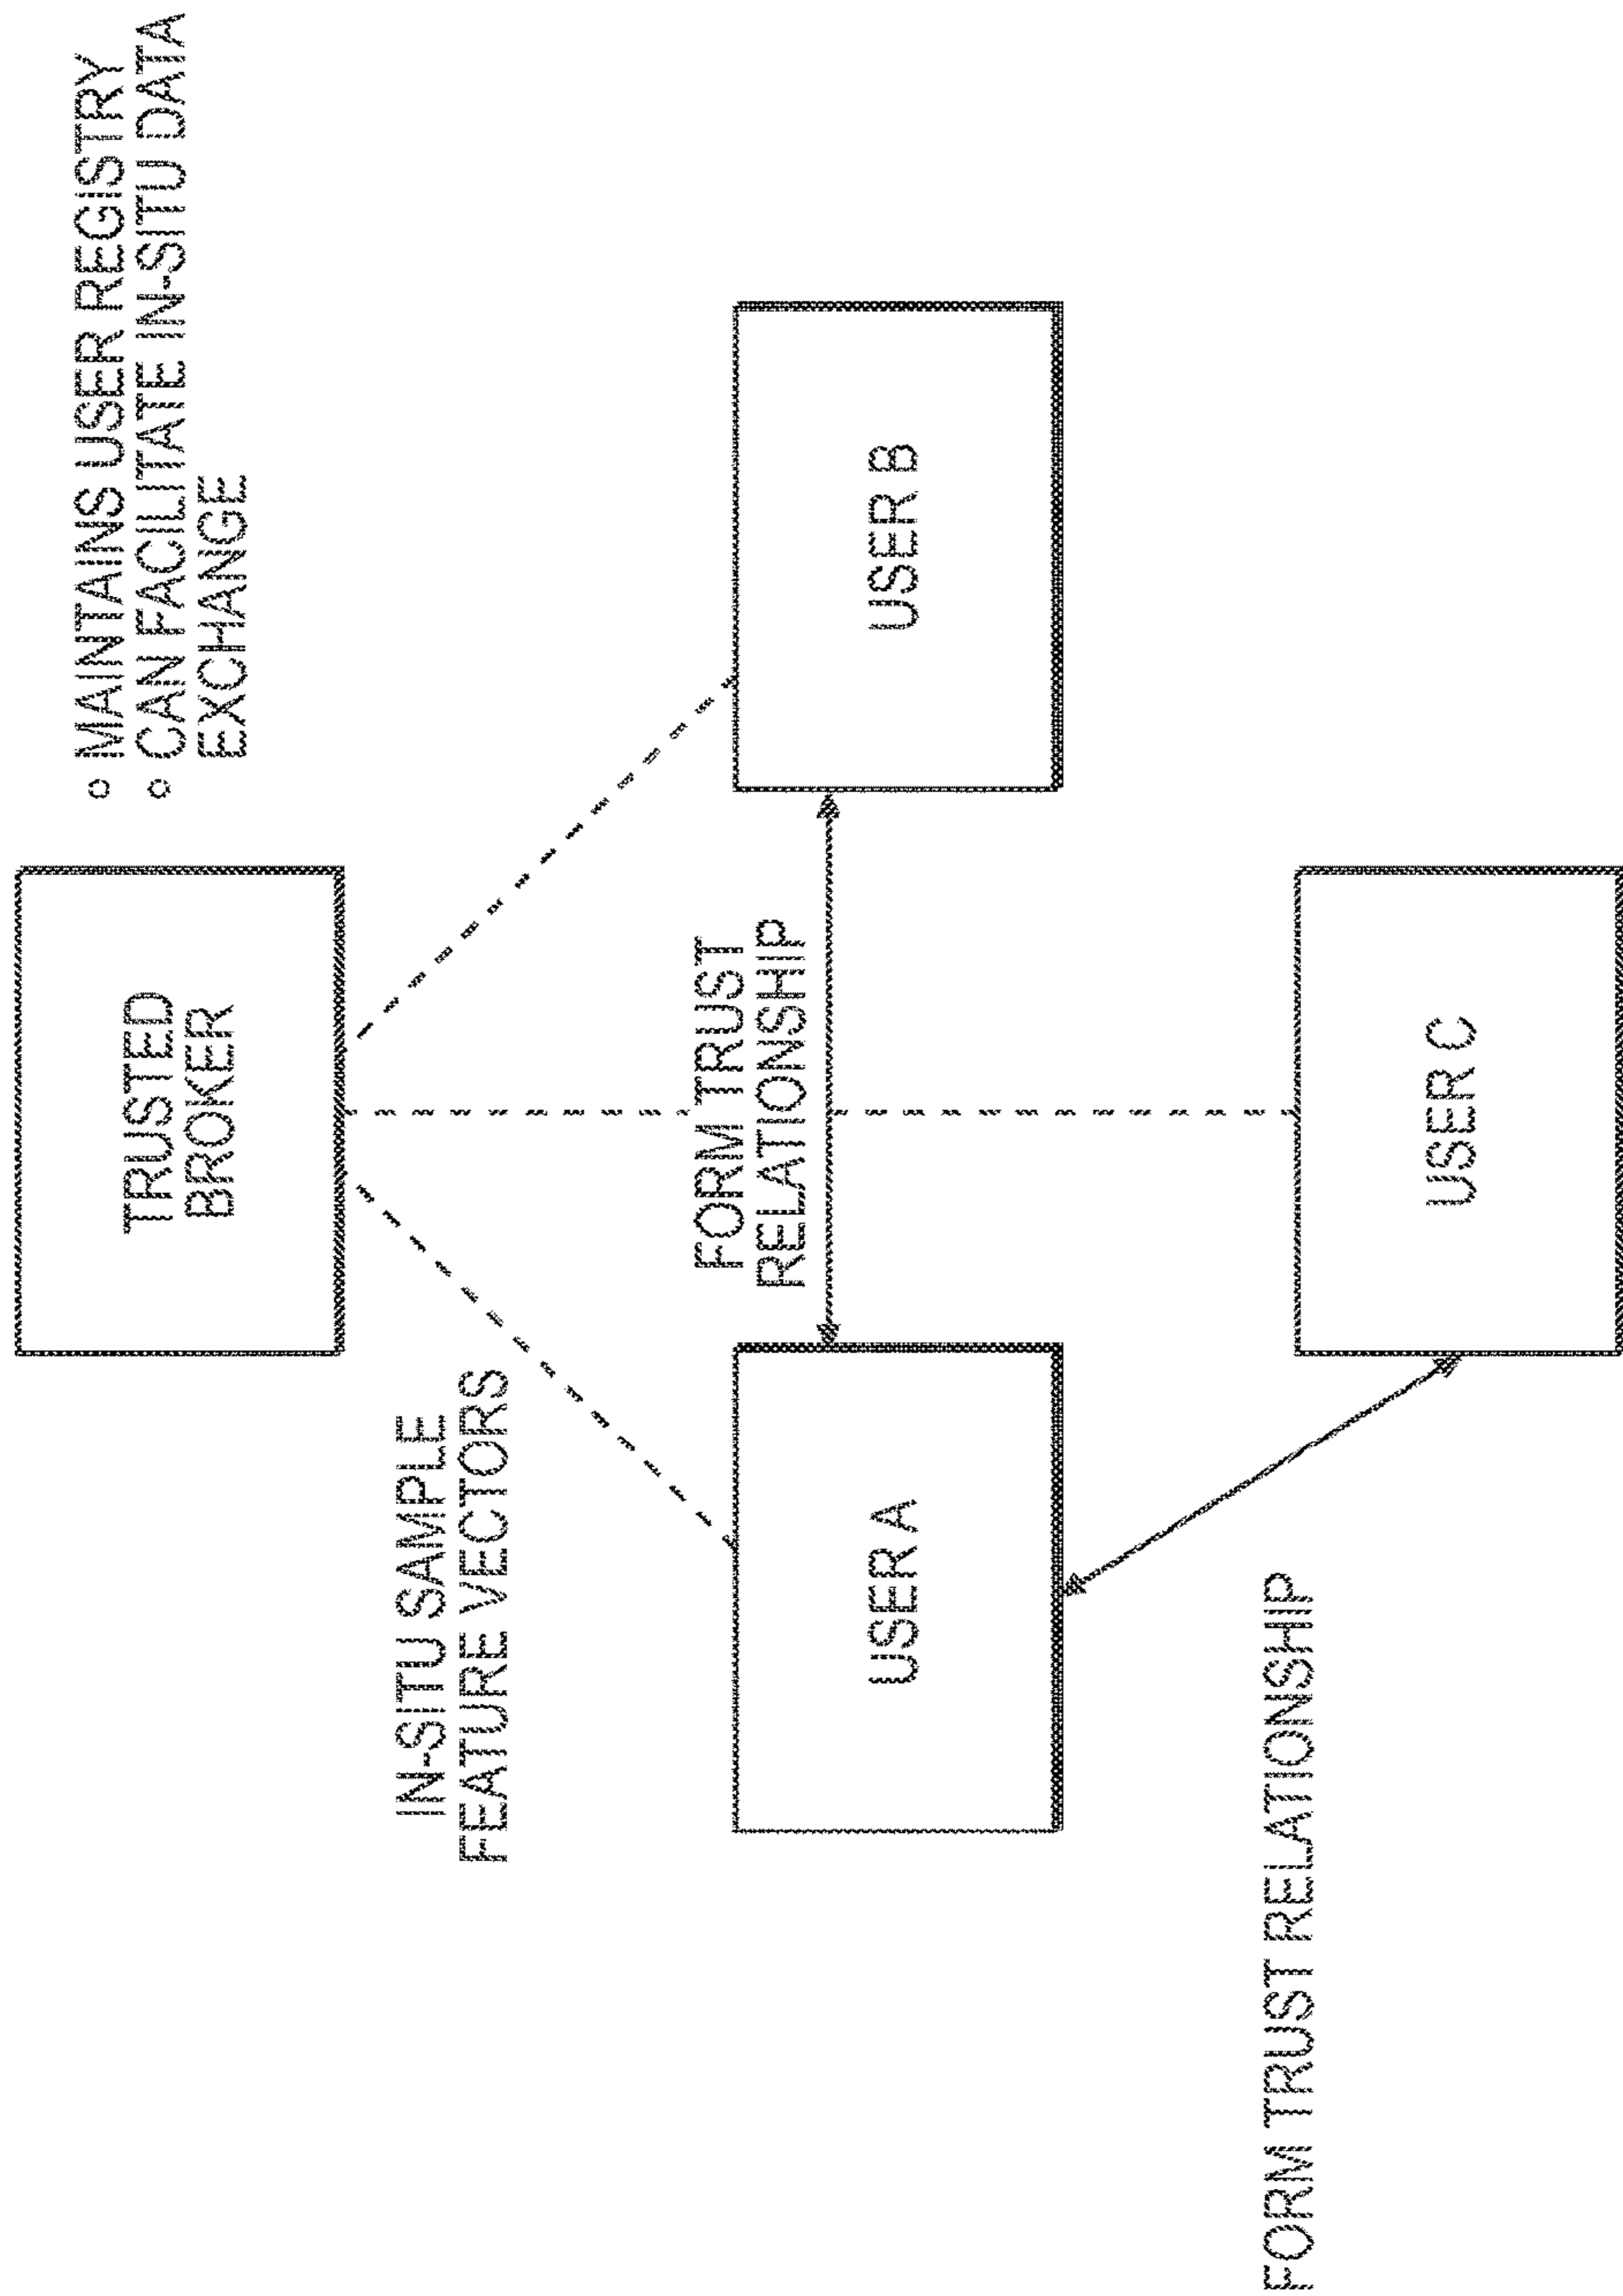 TRUSTED
BROKER
○ MAINTAINS USER REGISTRY
○ CAN FACILITATE IN-SITU DATA
EXCHANGE
IN-SITU SAMPLE
FEATURE VECTORS
FORM TRUST
RELATIONSHIP
USER A
USER B
FORM TRUST RELATIONSHIP
USER C